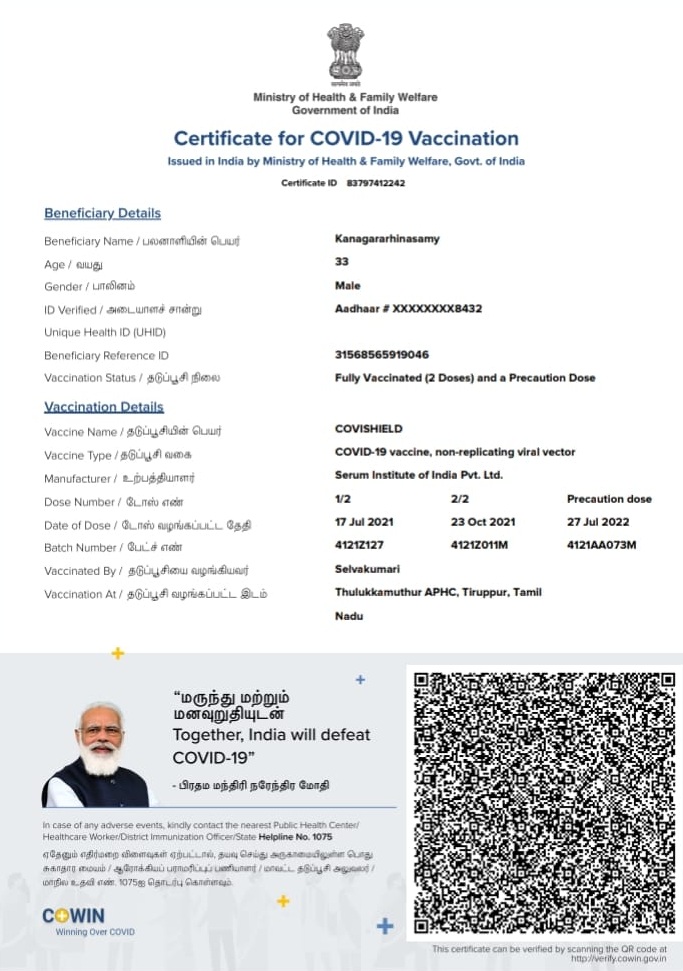 Ministry of Health & Family Welfare
Government of India
Certificate for COVID-19 Vaccination
Issued in India by Ministry of Health & Family Welfare, Govt. of India
Certificate ID 83797412242
Beneficiary Details
Beneficiary Name / பலனாளியின் பெயர் Kanagararhinasamy
Age / வயது 33
Gender / பாலினம் Male
ID Verified / அடையாளச் சான்று Aadhaar # XXXXXXXX8432
Unique Health ID (UHID)
Beneficiary Reference ID 31568565919046
Vaccination Status / தடுப்பூசி நிலை Fully Vaccinated (2 Doses) and a Precaution Dose
Vaccination Details
Vaccine Name / தடுப்பூசியின் பெயர் COVISHIELD
Vaccine Type / தடுப்பூசி வகை COVID-19 vaccine, non-replicating viral vector
Manufacturer / உற்பத்தியாளர் Serum Institute of India Pvt. Ltd.
Dose Number / டோஸ் எண் 1/2 2/2 Precaution dose
Date of Dose / டோஸ் வழங்கப்பட்ட தேதி 17 Jul 2021 23 Oct 2021 27 Jul 2022
Batch Number / பேட்ச் எண் 4121Z127 4121Z011M 4121AA073M
Vaccinated By / தடுப்பூசியை வழங்கியவர் Selvakumari
Vaccination At / தடுப்பூசி வழங்கப்பட்ட இடம் Thulukkamuthur APHC, Tiruppur, Tamil
Nadu
“மருந்து மற்றும்
மனவுறுதியுடன்
Together, India will defeat
COVID-19”
- பிரதம மந்திரி நரேந்திர மோதி
In case of any adverse events, kindly contact the nearest Public Health Center/
Healthcare Worker/District Immunization Officer/State Helpline No. 1075
ஏதேனும் எதிர்மறை விளைவுகள் ஏற்பட்டால், தயவு செய்து அருகாமையிலுள்ள பொது
சுகாதார மையம் / ஆரோக்கியப் பராமரிப்புப் பணியாளர் / மாவட்ட தடுப்பூசி அலுவலர் /
மாநில உதவி எண். 1075ஐ தொடர்பு கொள்ளவும்.
COWIN
Winning Over COVID
This certificate can be verified by scanning the QR code at
http://verify.cowin.gov.in